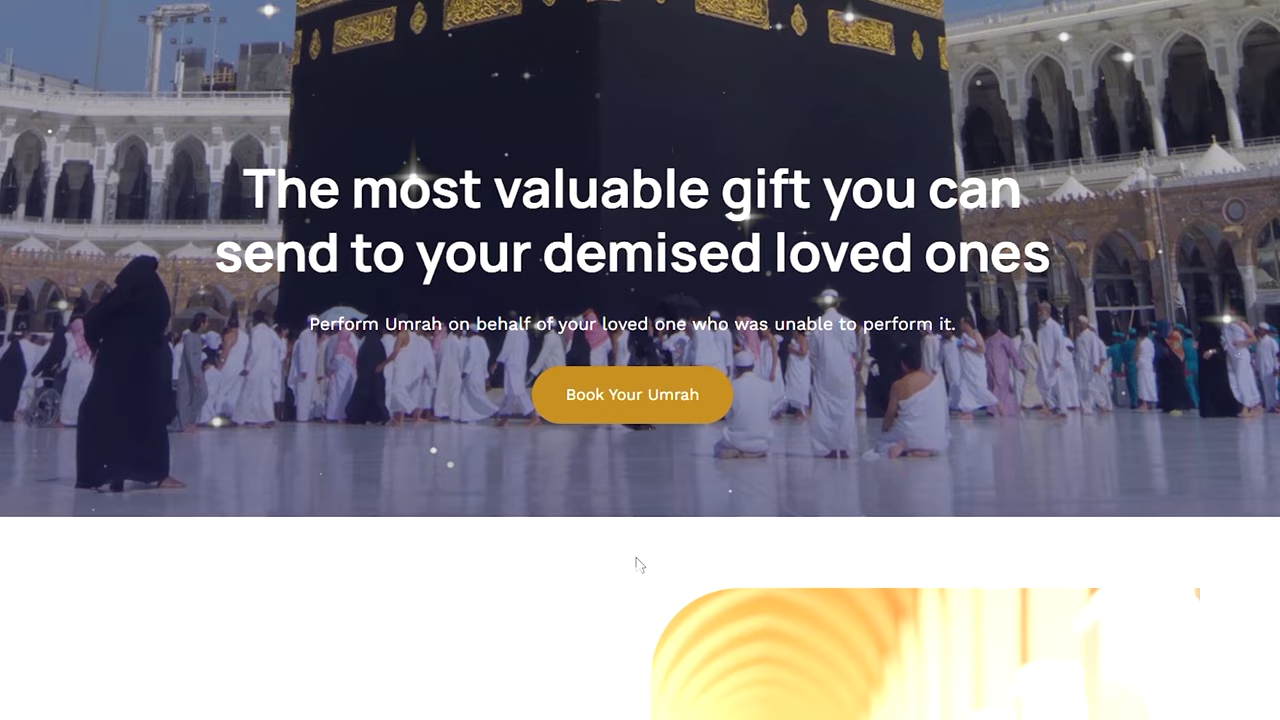 The most valuable gift you can
send to your demised loved ones
Perform Umrah on behalf of your loved one who was unable to perform it.
Book Your Umrah